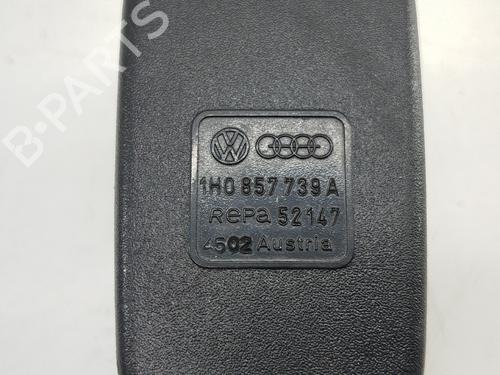 B-PARTS
1H0 857 739 A
RePa 52147
4502 Austria